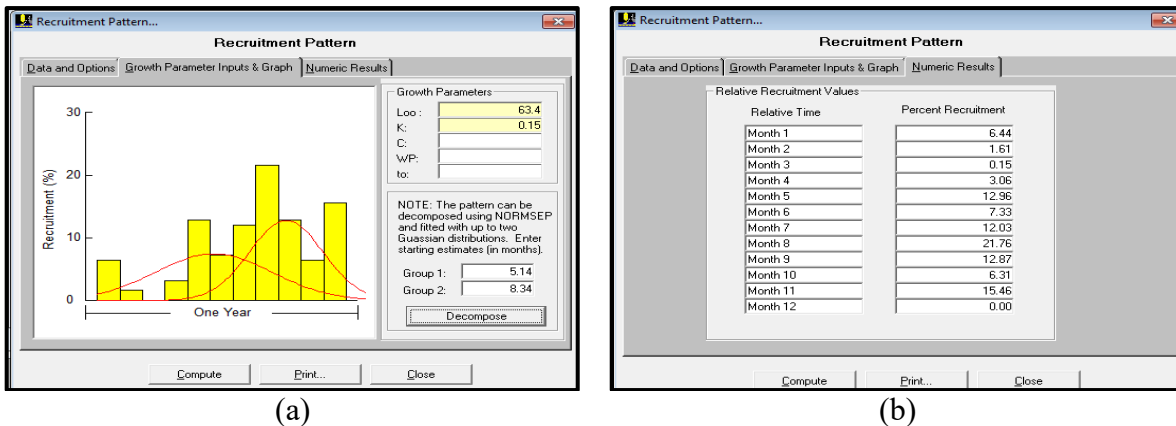 Recruitment Pattern...
Recruitment Pattern
Data and Options Growth Parameter Inputs & Graph Numeric Results
30
20
10
0
Recruitment (%)
One Year
Growth Parameters
Loo : 63.4
K: 0.15
C:
WP:
to:
NOTE: The pattern can be
decomposed using NORMSEP
and fitted with up to two
Guassian distributions. Enter
starting estimates (in months).
Group 1: 5.14
Group 2: 8.34
Decompose
Compute Print... Close
(a)
Recruitment Pattern...
Recruitment Pattern
Data and Options Growth Parameter Inputs & Graph Numeric Results
Relative Recruitment Values
Relative Time Percent Recruitment
Month 1 6.44
Month 2 1.61
Month 3 0.15
Month 4 3.06
Month 5 12.96
Month 6 7.33
Month 7 12.03
Month 8 21.76
Month 9 12.87
Month 10 6.31
Month 11 15.46
Month 12 0.00
Compute Print... Close
(b)